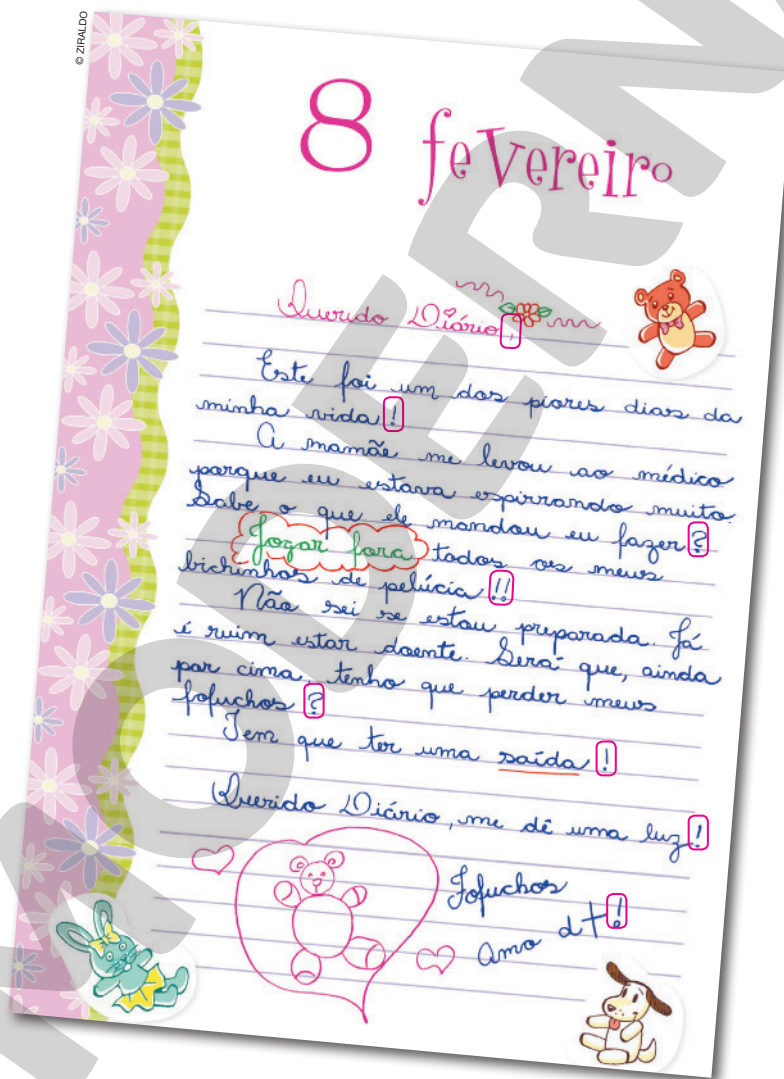 © ZIRALDO
8 feVereiro
Querido Diário,
Este foi um dos piores dias da
minha vida!
A mamãe me levou ao médico
porque eu estava espirrando muito.
Sabe o que ele mandou eu fazer?
Jogar fora todos os meus
bichinhos de pelúcia!!
Não sei se estou preparada. Já
é ruim estar doente. Será que, ainda
por cima, tenho que perder meus
fofuchos?
Tem que ter uma saída!
Querido Diário, me dê uma luz!
Fofuchos
amo d+!
MODERNA